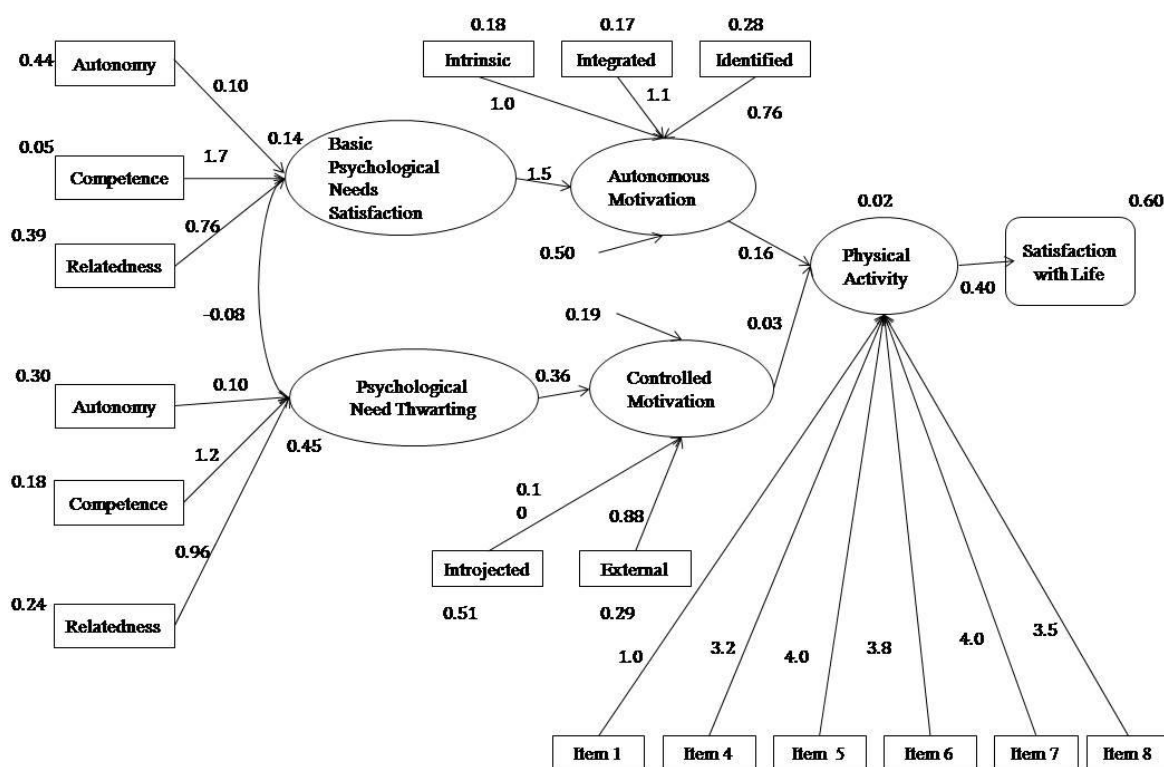 0.18
0.17
0.28
0.44
Autonomy
Intrinsic
Integrated
Identified
0.10
1.0
1.1
0.76
0.05
0.14
Competence
1.7
Basic
Psychological
Needs
Satisfaction
1.5
Autonomous
Motivation
0.02
0.60
0.39
0.76
Relatedness
0.50
0.16
Physical
Activity
Satisfaction
with Life
0.40
-0.08
0.19
0.03
0.30
Autonomy
0.10
Psychological
Need Thwarting
0.36
Controlled
Motivation
0.45
1.2
0.18
Competence
0.1
0
0.88
0.96
Introjected
External
0.24
Relatedness
0.51
0.29
1.0
3.2
4.0
3.8
4.0
3.5
Item 1
Item 4
Item 5
Item 6
Item 7
Item 8